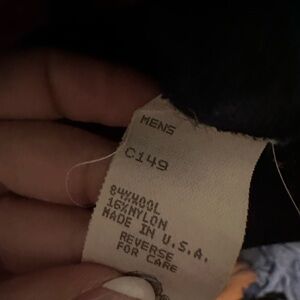 MENS
C149
84%WOOL
16%NYLON
MADE IN U.S.A.
REVERSE
FOR CARE